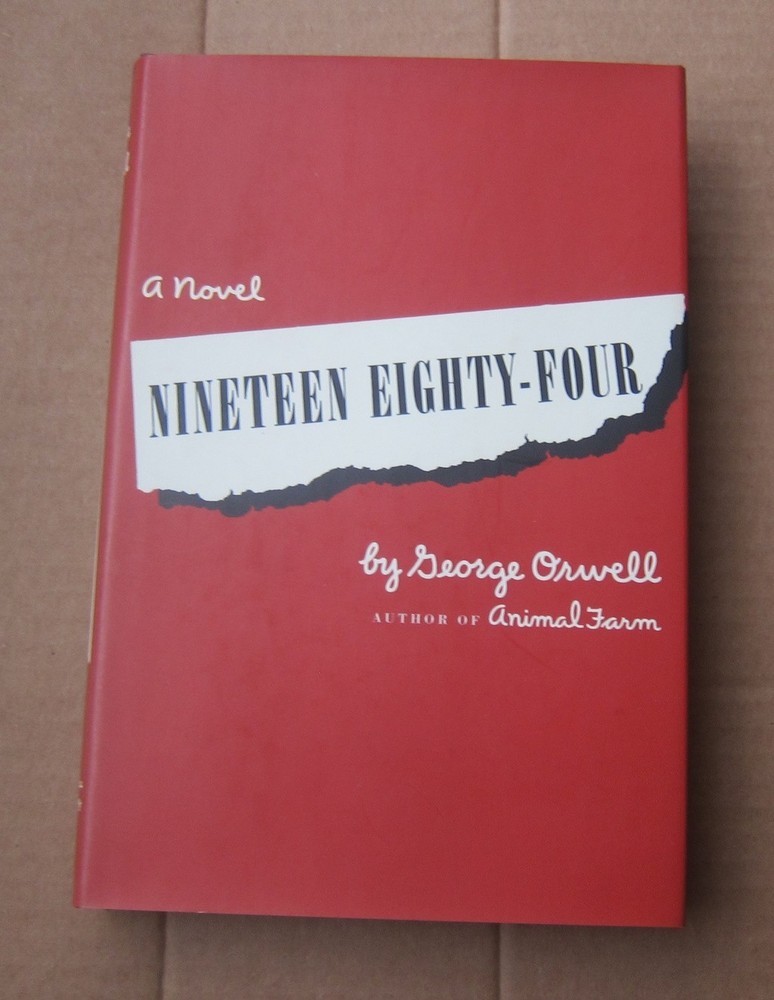 a Novel
NINETEEN EIGHTY-FOUR
by George Orwell
AUTHOR OF Animal Farm